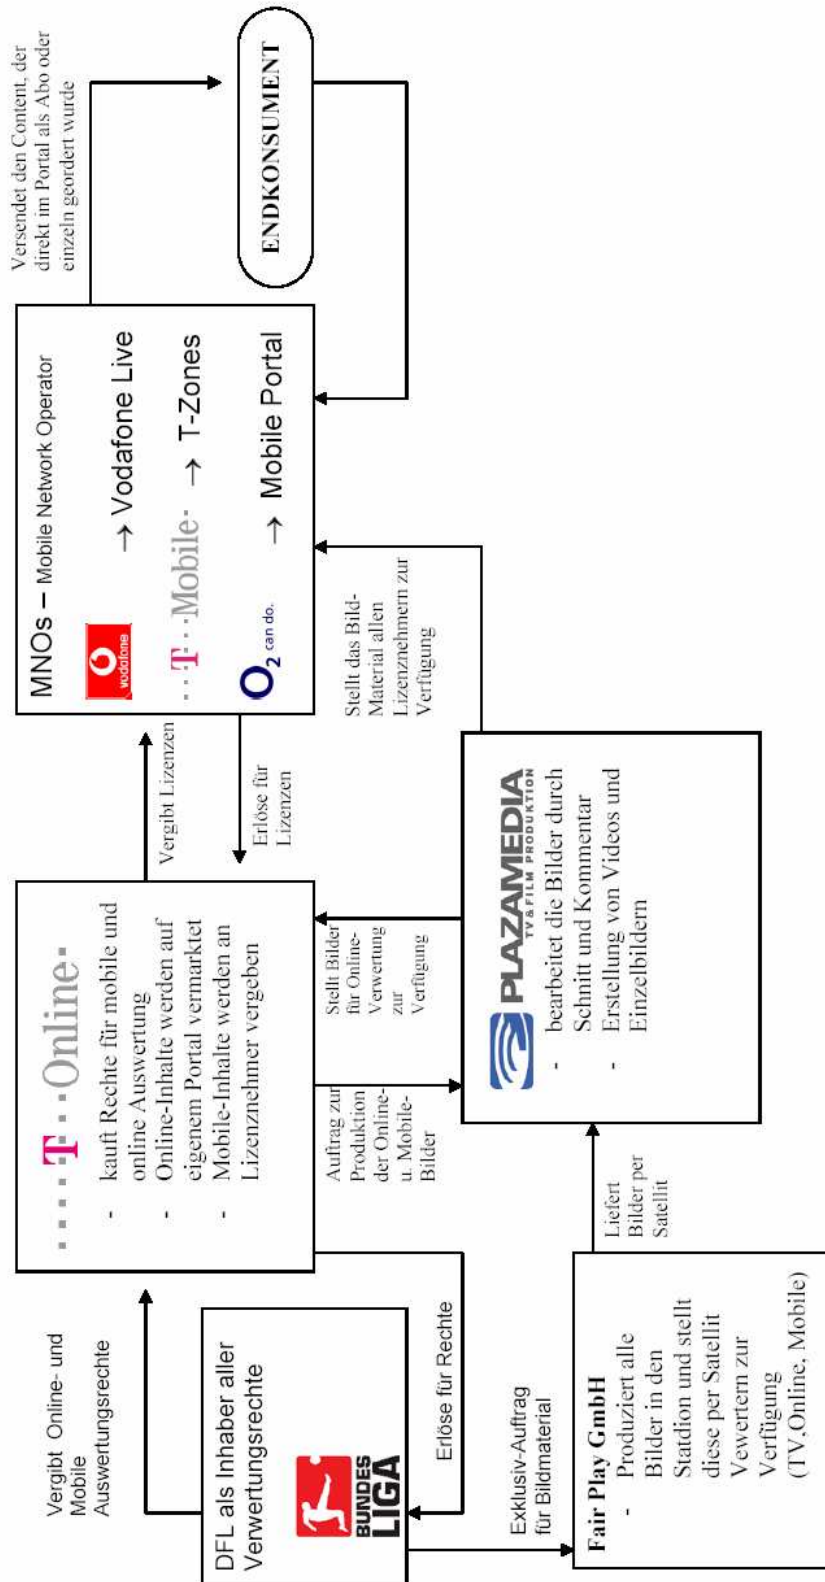 Vergibt Online- und
Mobile
Auswertungsrechte
DFL als Inhaber aller
Verwertungsrechte
BUNDES
LIGA
Erlöse für Rechte
Exklusiv-Auftrag
für Bildmaterial
Fair Play GmbH
- Produziert alle
Bilder in den
Statdion und stellt
diese per Satellit
Vewertern zur
Verfügung
(TV,Online, Mobile)
Liefert
Bilder per
Satellit
····T··Online·
- kauft Rechte für mobile und
online Auswertung
- Online-Inhalte werden auf
eigenem Portal vermarktet
- Mobile-Inhalte werden an
Lizenznehmer vergeben
Auftrag zur
Produktion
der Online-
u. Mobile-
Bilder
Stellt Bilder
für Online-
Verwertung
zur
Verfügung
PLAZAMEDIA
TV & FILM PRODUKTION
- bearbeitet die Bilder durch
Schnitt und Kommentar
- Erstellung von Videos und
Einzelbildern
Vergibt Lizenzen
Erlöse für
Lizenzen
Stellt das Bild-
Material allen
Lizenznehmern zur
Verfügung
MNOs – Mobile Network Operator
vodafone
→ Vodafone Live
··T··Mobile· → T-Zones
O2 can do. → Mobile Portal
Versendet den Content, der
direkt im Portal als Abo oder
einzeln geordert wurde
ENDKONSUMENT